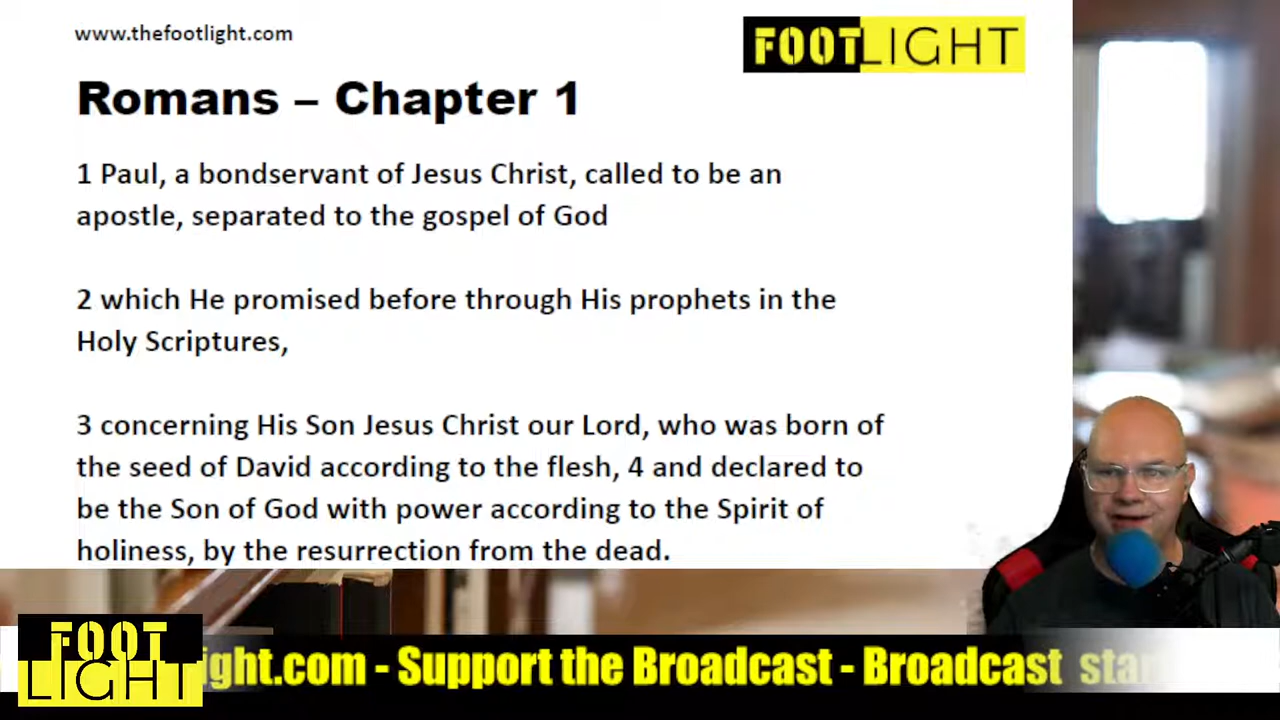 www.thefootlight.com
FOOTLIGHT
Romans – Chapter 1
1 Paul, a bondservant of Jesus Christ, called to be an
apostle, separated to the gospel of God
2 which He promised before through His prophets in the
Holy Scriptures,
3 concerning His Son Jesus Christ our Lord, who was born of
the seed of David according to the flesh, 4 and declared to
be the Son of God with power according to the Spirit of
holiness, by the resurrection from the dead.
FOOT
LIGHT
ight.com - Support the Broadcast - Broadcast